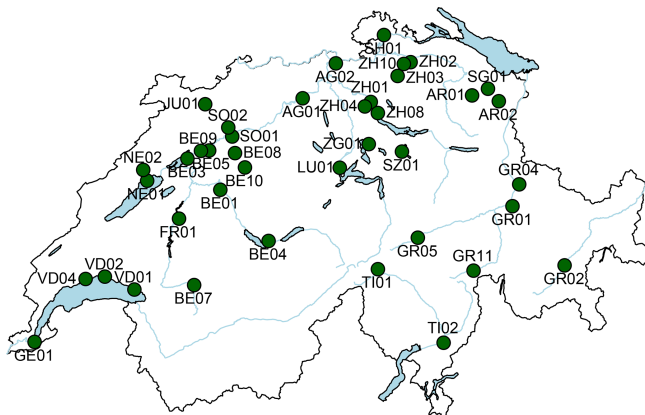 SH01
ZH10
ZH02
AG02
ZH03
SG01
ZH01
AR01
JU01
AG01
ZH04
AR02
ZH08
SO02
SO01
BE09
ZG01
BE08
SZ01
NE02
BE05
BE03
LU01
GR04
BE10
NE01
BE01
GR01
FR01
GR05
BE04
VD02
GR11
VD04
VD01
TI01
GR02
BE07
TI02
GE01